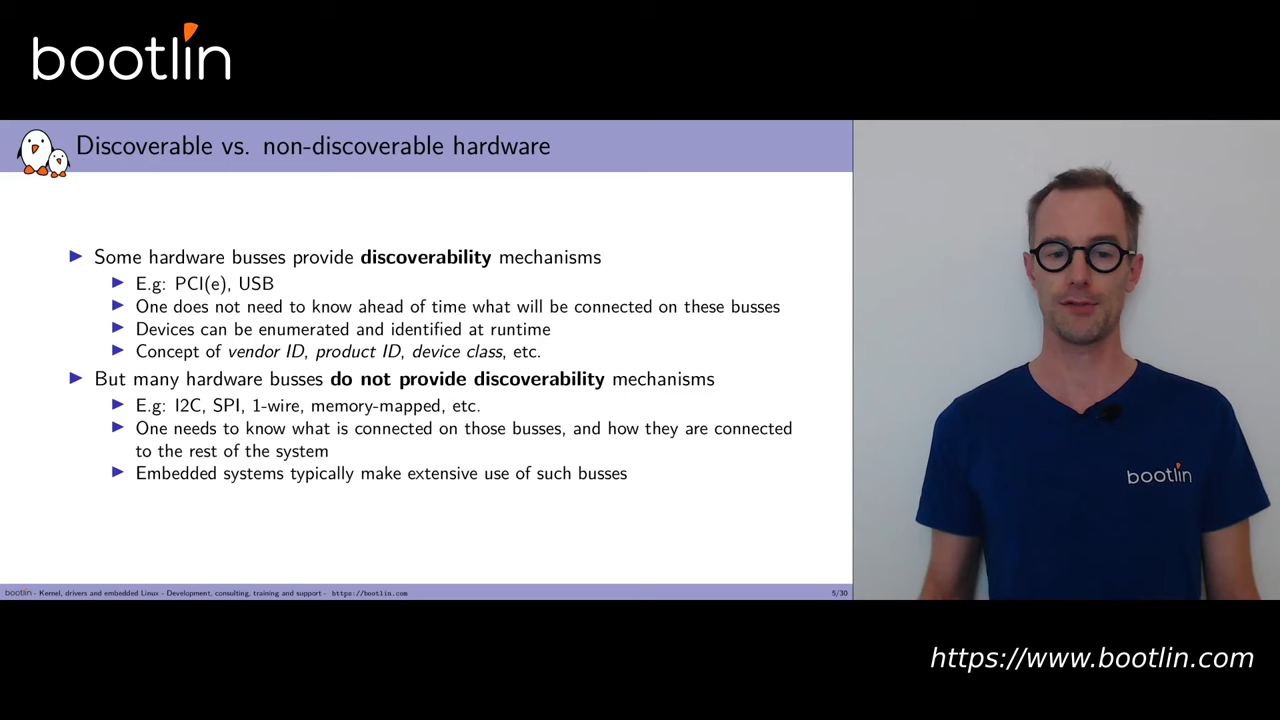 bootlin
Discoverable vs. non-discoverable hardware
Some hardware busses provide discoverability mechanisms
E.g: PCI(e), USB
One does not need to know ahead of time what will be connected on these busses
Devices can be enumerated and identified at runtime
Concept of vendor ID, product ID, device class, etc.
But many hardware busses do not provide discoverability mechanisms
E.g: I2C, SPI, 1-wire, memory-mapped, etc.
One needs to know what is connected on those busses, and how they are connected
to the rest of the system
Embedded systems typically make extensive use of such busses
bootlin
bootlin - Kernel, drivers and embedded Linux - Development, consulting, training and support - https://bootlin.com
5/30
https://www.bootlin.com